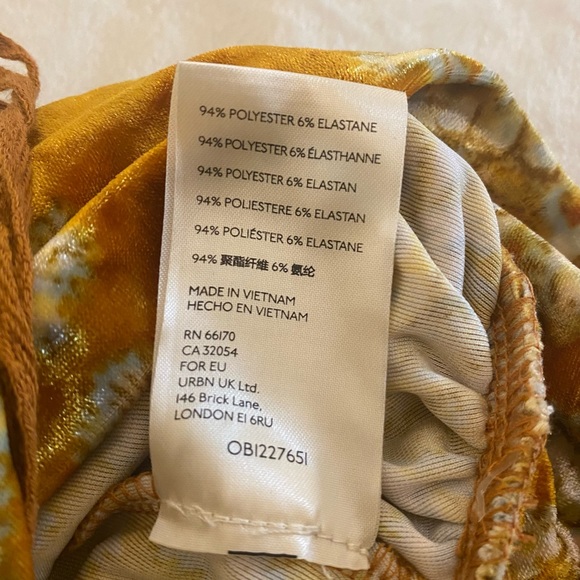 94% POLYESTER 6% ELASTANE
94% POLYESTER 6% ÉLASTHANNE
94% POLYESTER 6% ELASTAN
94% POLIESTERE 6% ELASTAN
94% POLIÉSTER 6% ELASTANE
94% 聚酯纤维 6% 氨纶
MADE IN VIETNAM
HECHO EN VIETNAM
RN 66170
CA 32054
FOR EU
URBN UK Ltd.
146 Brick Lane,
LONDON E1 6RU
OB1227651